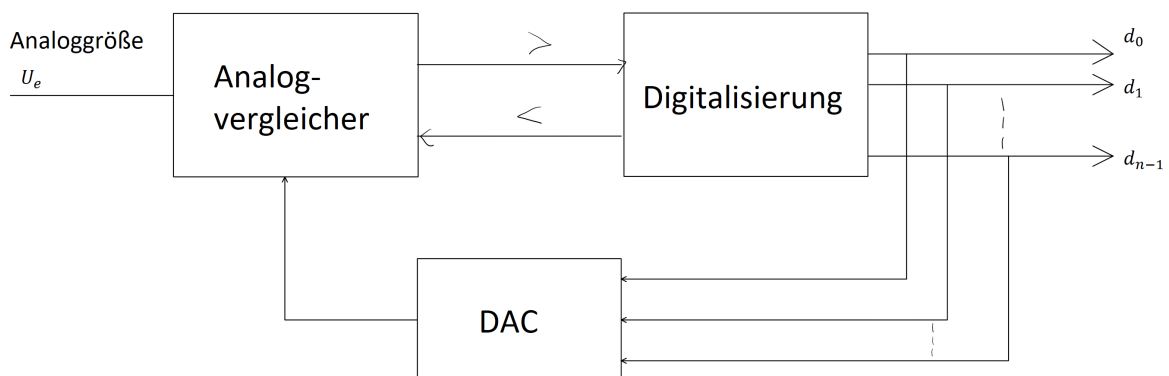 Analoggröße
$U_e$
Analog-
vergleicher
>
<
Digitalisierung
$d_0$
$d_1$
$d_{n-1}$
DAC